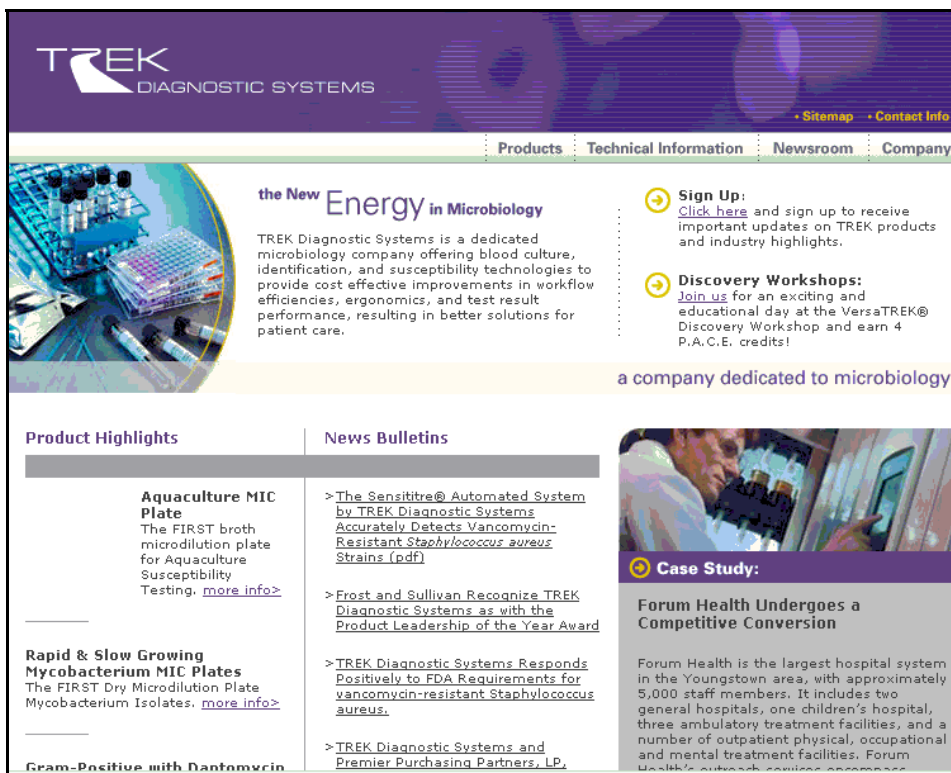 TREK
DIAGNOSTIC SYSTEMS
• Sitemap • Contact Info
Products Technical Information Newsroom Company
the New Energy in Microbiology
TREK Diagnostic Systems is a dedicated
microbiology company offering blood culture,
identification, and susceptibility technologies to
provide cost effective improvements in workflow
efficiencies, ergonomics, and test result
performance, resulting in better solutions for
patient care.
Sign Up:
Click here and sign up to receive
important updates on TREK products
and industry highlights.
Discovery Workshops:
Join us for an exciting and
educational day at the VersaTREK®
Discovery Workshop and earn 4
P.A.C.E. credits!
a company dedicated to microbiology
Product Highlights
Aquaculture MIC
Plate
The FIRST broth
microdilution plate
for Aquaculture
Susceptibility
Testing. more info>
Rapid & Slow Growing
Mycobacterium MIC Plates
The FIRST Dry Microdilution Plate
Mycobacterium Isolates. more info>
Gram-Positive with Daptomycin
News Bulletins
>The Sensititre® Automated System
by TREK Diagnostic Systems
Accurately Detects Vancomycin-
Resistant Staphylococcus aureus
Strains (pdf)
>Frost and Sullivan Recognize TREK
Diagnostic Systems as with the
Product Leadership of the Year Award
>TREK Diagnostic Systems Responds
Positively to FDA Requirements for
vancomycin-resistant Staphylococcus
aureus.
>TREK Diagnostic Systems and
Premier Purchasing Partners, LP,
Case Study:
Forum Health Undergoes a
Competitive Conversion
Forum Health is the largest hospital system
in the Youngstown area, with approximately
5,000 staff members. It includes two
general hospitals, one children's hospital,
three ambulatory treatment facilities, and a
number of outpatient physical, occupational
and mental treatment facilities. Forum
Health's outreach services encompass